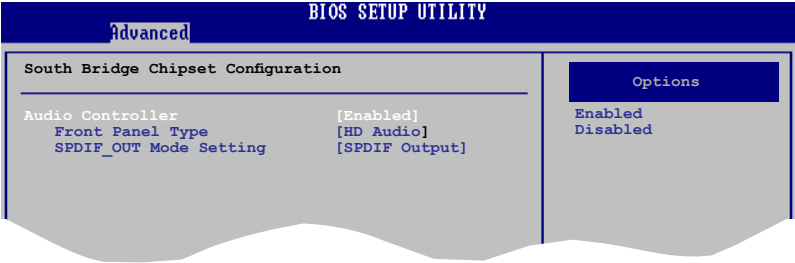 BIOS SETUP UTILITY
Advanced
South Bridge Chipset Configuration
Audio Controller [Enabled]
Front Panel Type [HD Audio]
SPDIF_OUT Mode Setting [SPDIF Output]
Options
Enabled
Disabled